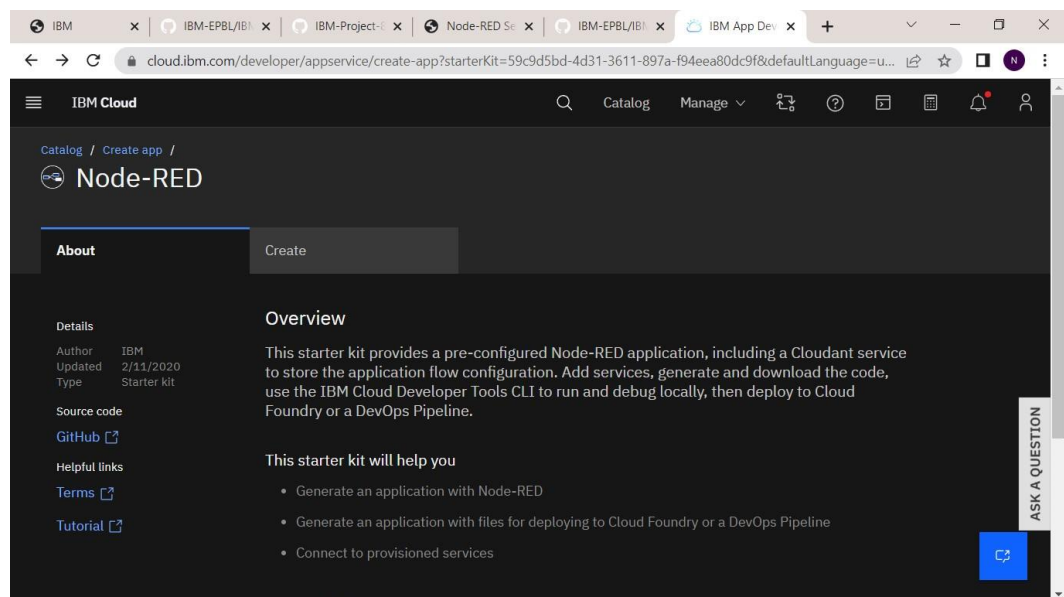 IBM
IBM-EPBL/IBM
IBM-Project-
Node-RED Se
IBM-EPBL/IBM
IBM App Dev
cloud.ibm.com/developer/appservice/create-app?starterKit=59c9d5bd-4d31-3611-897a-f94eea80dc9f&defaultLanguage=u...
N
IBM Cloud
Catalog
Manage
Catalog / Create app /
Node-RED
About
Create
Details
Author IBM
Updated 2/11/2020
Type Starter kit
Source code
GitHub
Helpful links
Terms
Tutorial
Overview
This starter kit provides a pre-configured Node-RED application, including a Cloudant service
to store the application flow configuration. Add services, generate and download the code,
use the IBM Cloud Developer Tools CLI to run and debug locally, then deploy to Cloud
Foundry or a DevOps Pipeline.
This starter kit will help you
• Generate an application with Node-RED
• Generate an application with files for deploying to Cloud Foundry or a DevOps Pipeline
• Connect to provisioned services
ASK A QUESTION